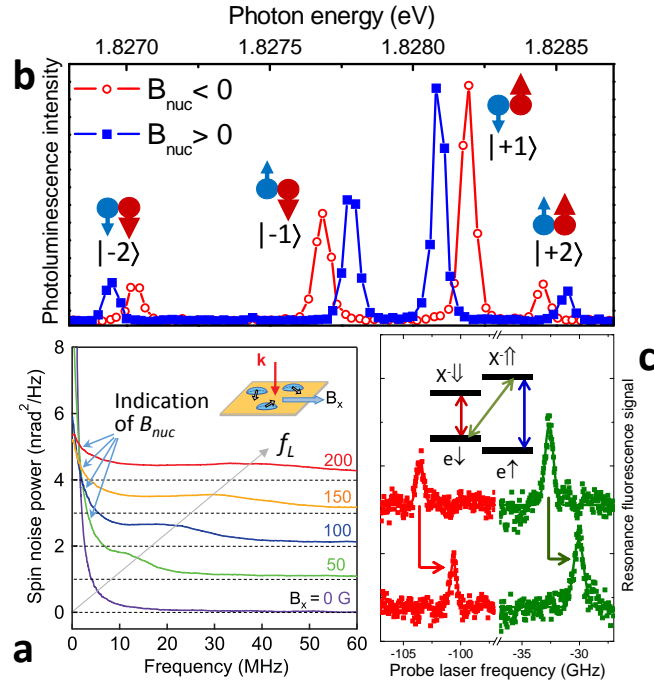 Photon energy (eV)
1.8270 1.8275 1.8280 1.8285
b
Photoluminescence intensity
B_nuc < 0
B_nuc > 0
|-2⟩
|-1⟩
|+1⟩
|+2⟩
Spin noise power (nrad²/Hz)
8
6
4
2
0
Indication
of B_nuc
k
B_x
f_L
200
150
100
50
B_x = 0 G
0 10 20 30 40 50 60
Frequency (MHz)
a
c
X⁻⇓ X⁻⇑
e↓ e↑
Resonance fluorescence signal
-105 -100 -35 -30
Probe laser frequency (GHz)